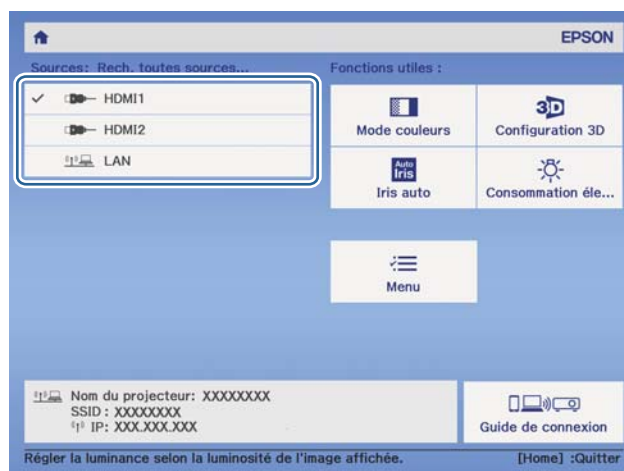 EPSON
Sources: Rech. toutes sources...
Fonctions utiles :
HDMI1
HDMI2
LAN
Mode couleurs
3D
Configuration 3D
Auto
Iris
Iris auto
Consommation éle...
Menu
Nom du projecteur: XXXXXXXX
SSID : XXXXXXXX
IP: XXX.XXX.XXX
Guide de connexion
Régler la luminance selon la luminosité de l'image affichée.
[Home] :Quitter